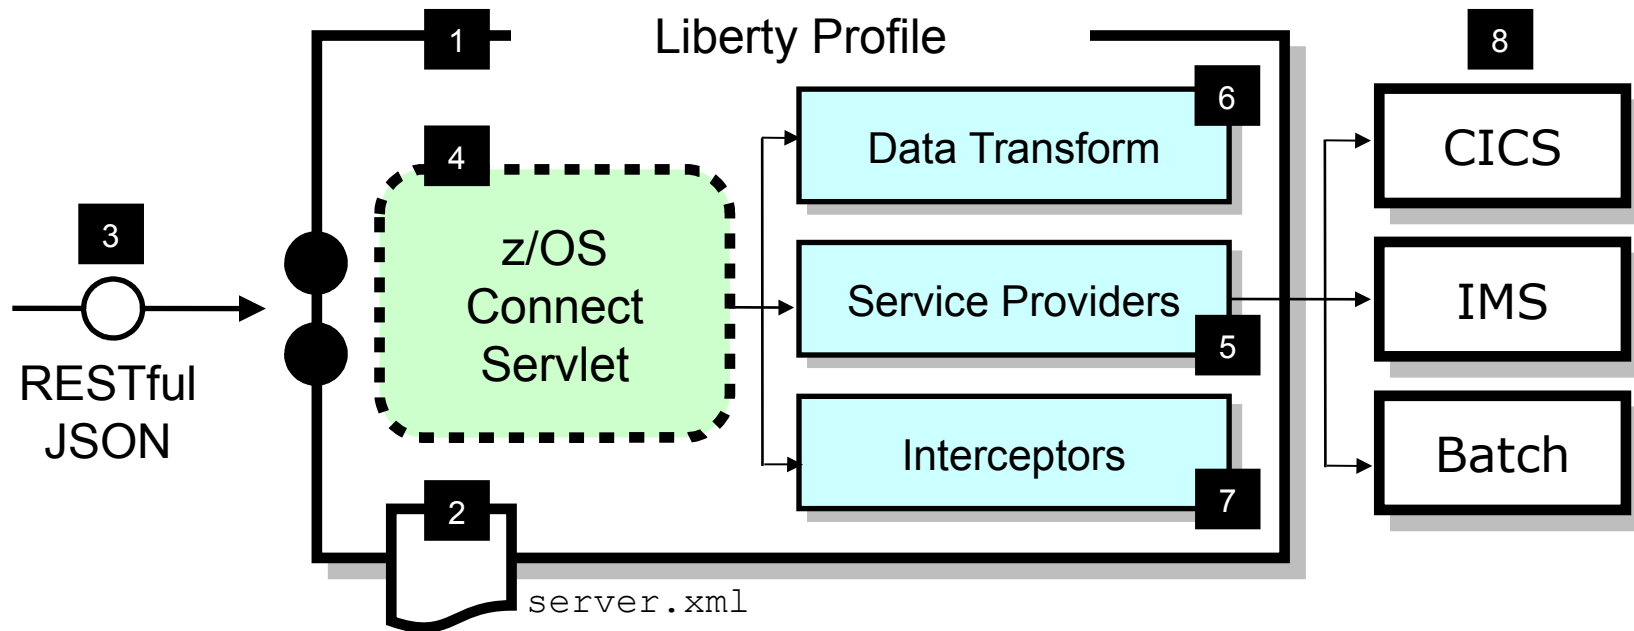 1
Liberty Profile
8
6
Data Transform
CICS
4
3
z/OS
Connect
Servlet
Service Providers
5
IMS
RESTful
JSON
Interceptors
7
Batch
2
server.xml